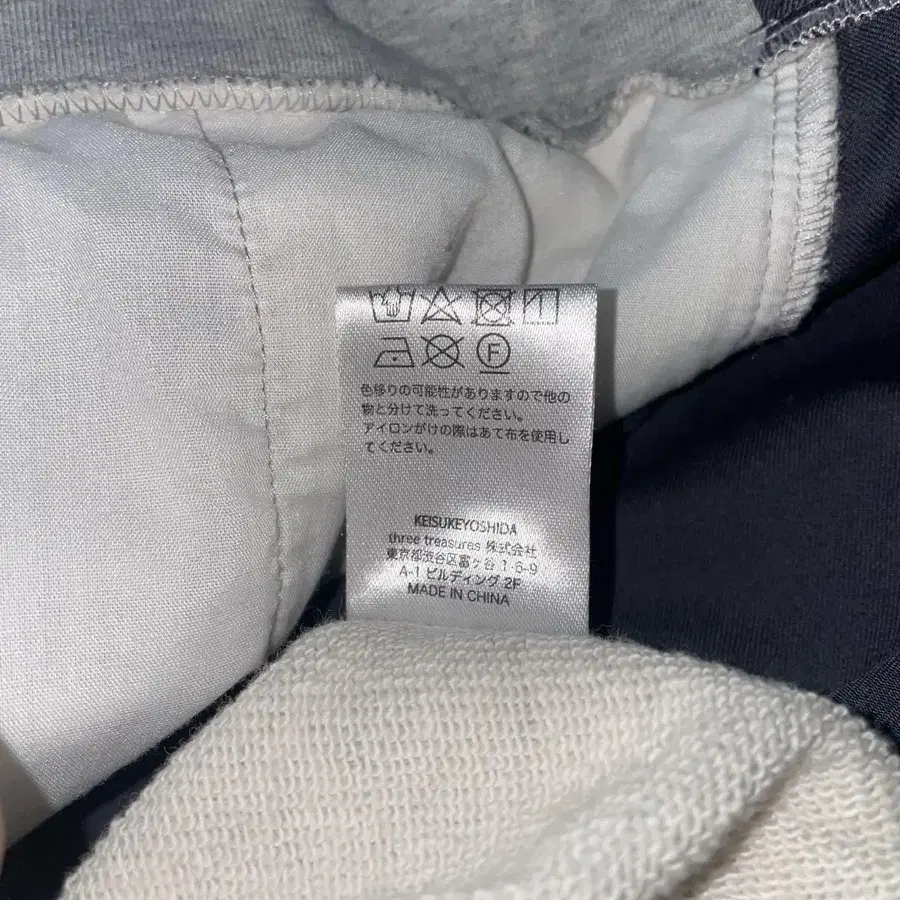 F
色移りの可能性がありますので他の
物と分けて洗ってください。
アイロンがけの際はあて布を使用し
てください。
KEISUKEYOSHIDA
three treasures 株式会社
東京都渋谷区富ヶ谷 1-6-9
A-1 ビルディング 2F
MADE IN CHINA